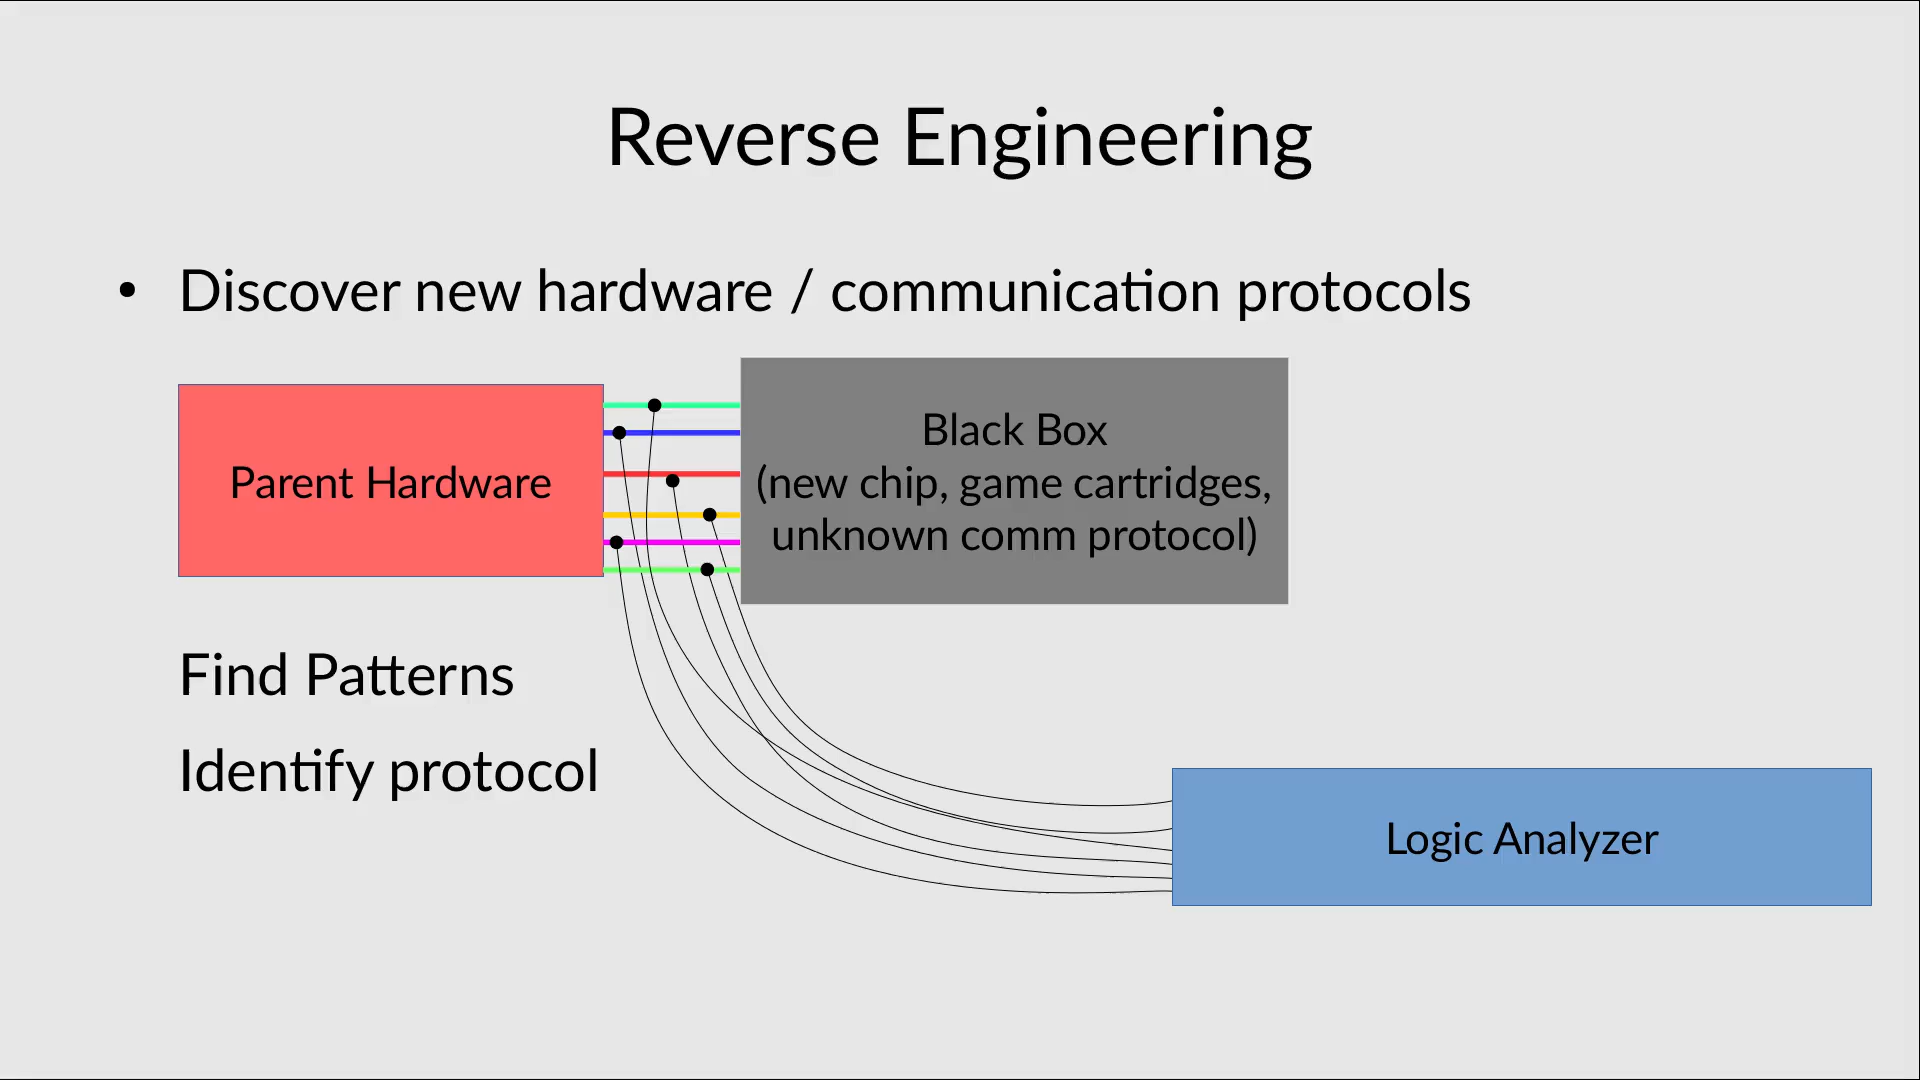 Reverse Engineering
• Discover new hardware / communication protocols
Parent Hardware
Black Box
(new chip, game cartridges,
unknown comm protocol)
Find Patterns
Identify protocol
Logic Analyzer